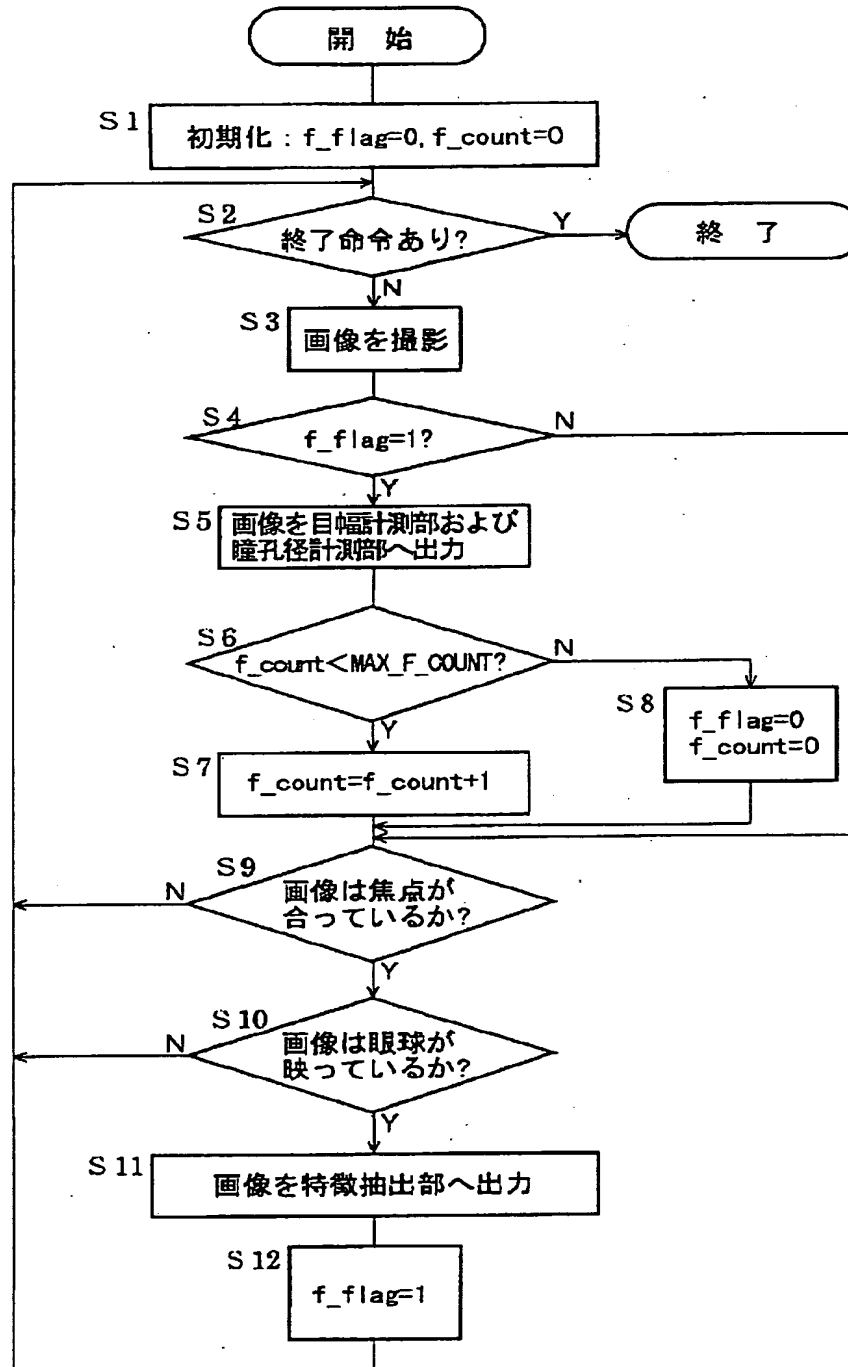 開 始
S1
初期化：f_flag=0, f_count=0
S2
終了命令あり?
Y
終 了
N
S3
画像を撮影
S4
f_flag=1?
N
Y
S5
画像を目幅計測部および
瞳孔径計測部へ出力
S6
f_count<MAX_F_COUNT?
N
Y
S8
f_flag=0
f_count=0
S7
f_count=f_count+1
S9
N
画像は焦点が
合っているか?
Y
S10
N
画像は眼球が
映っているか?
Y
S11
画像を特徴抽出部へ出力
S12
f_flag=1